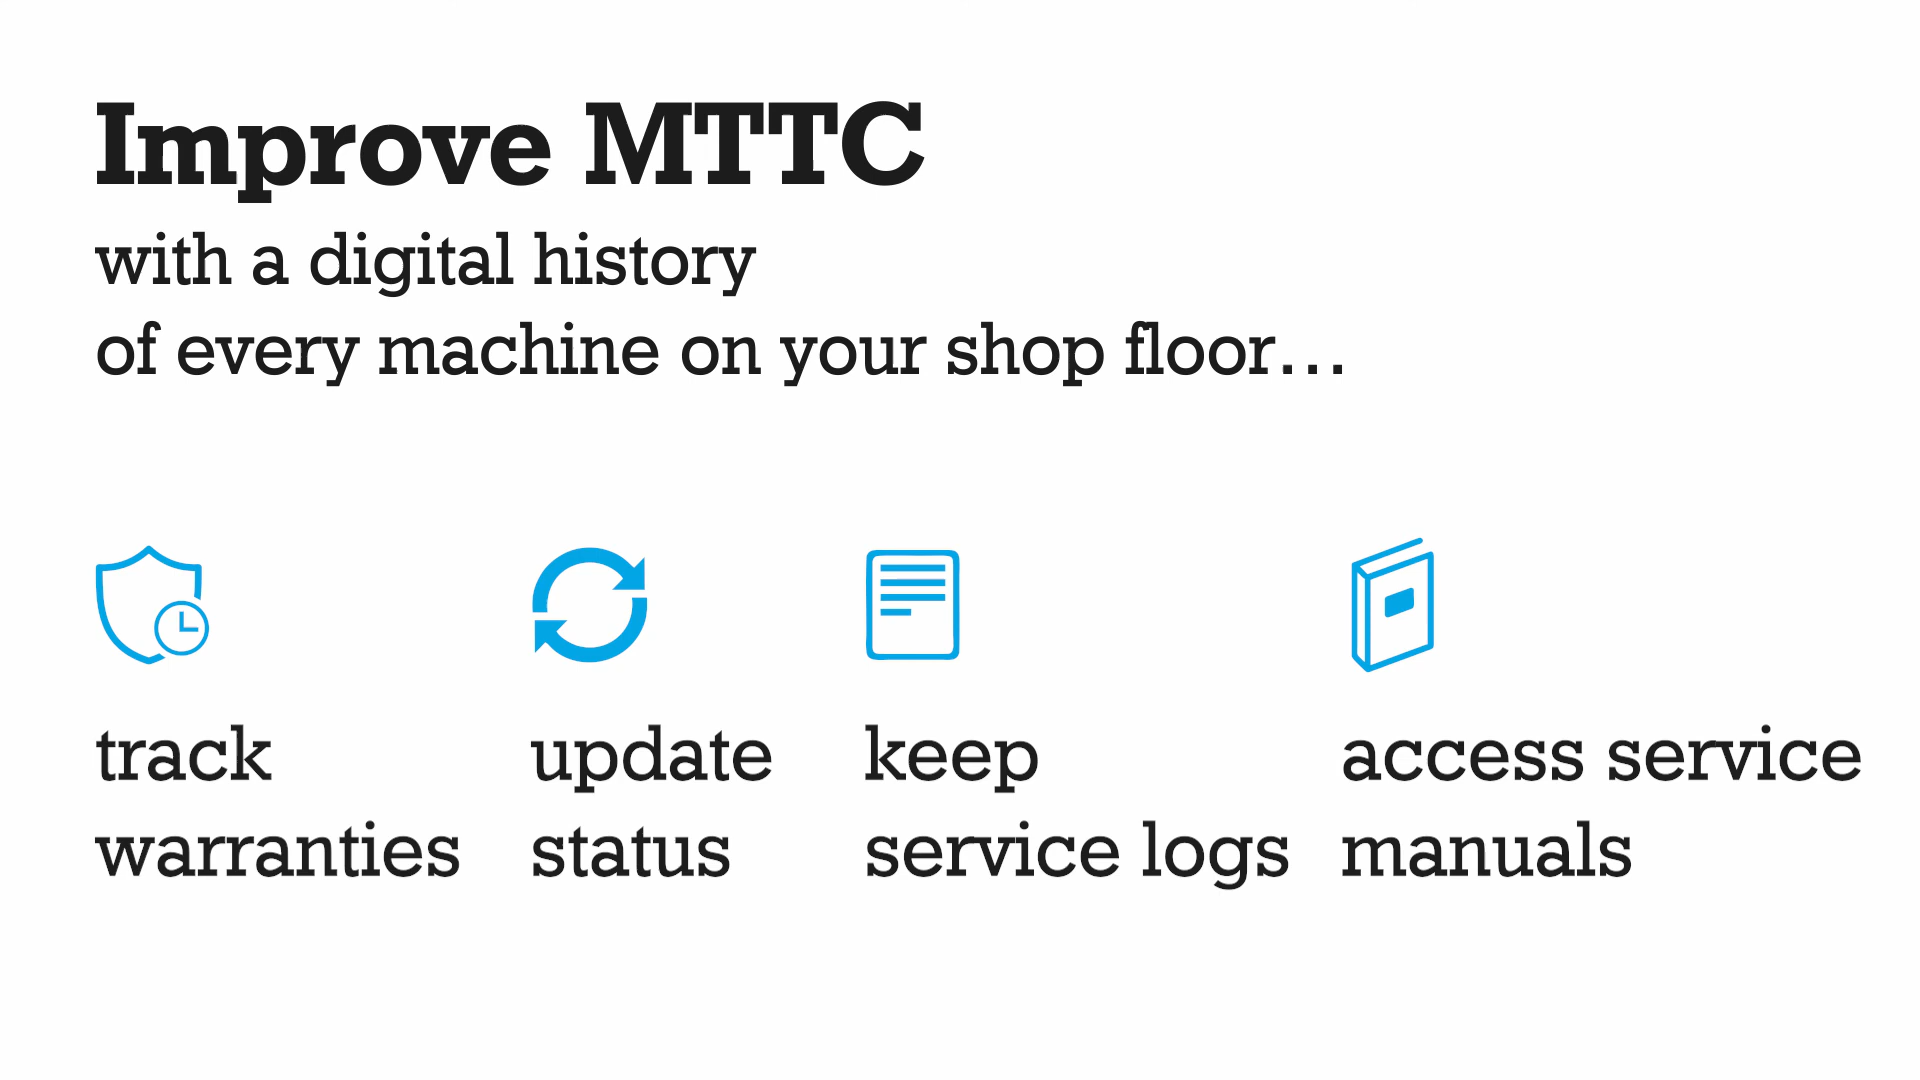 Improve MTTC
with a digital history
of every machine on your shop floor…
track
warranties
update
status
keep
service logs
access service
manuals